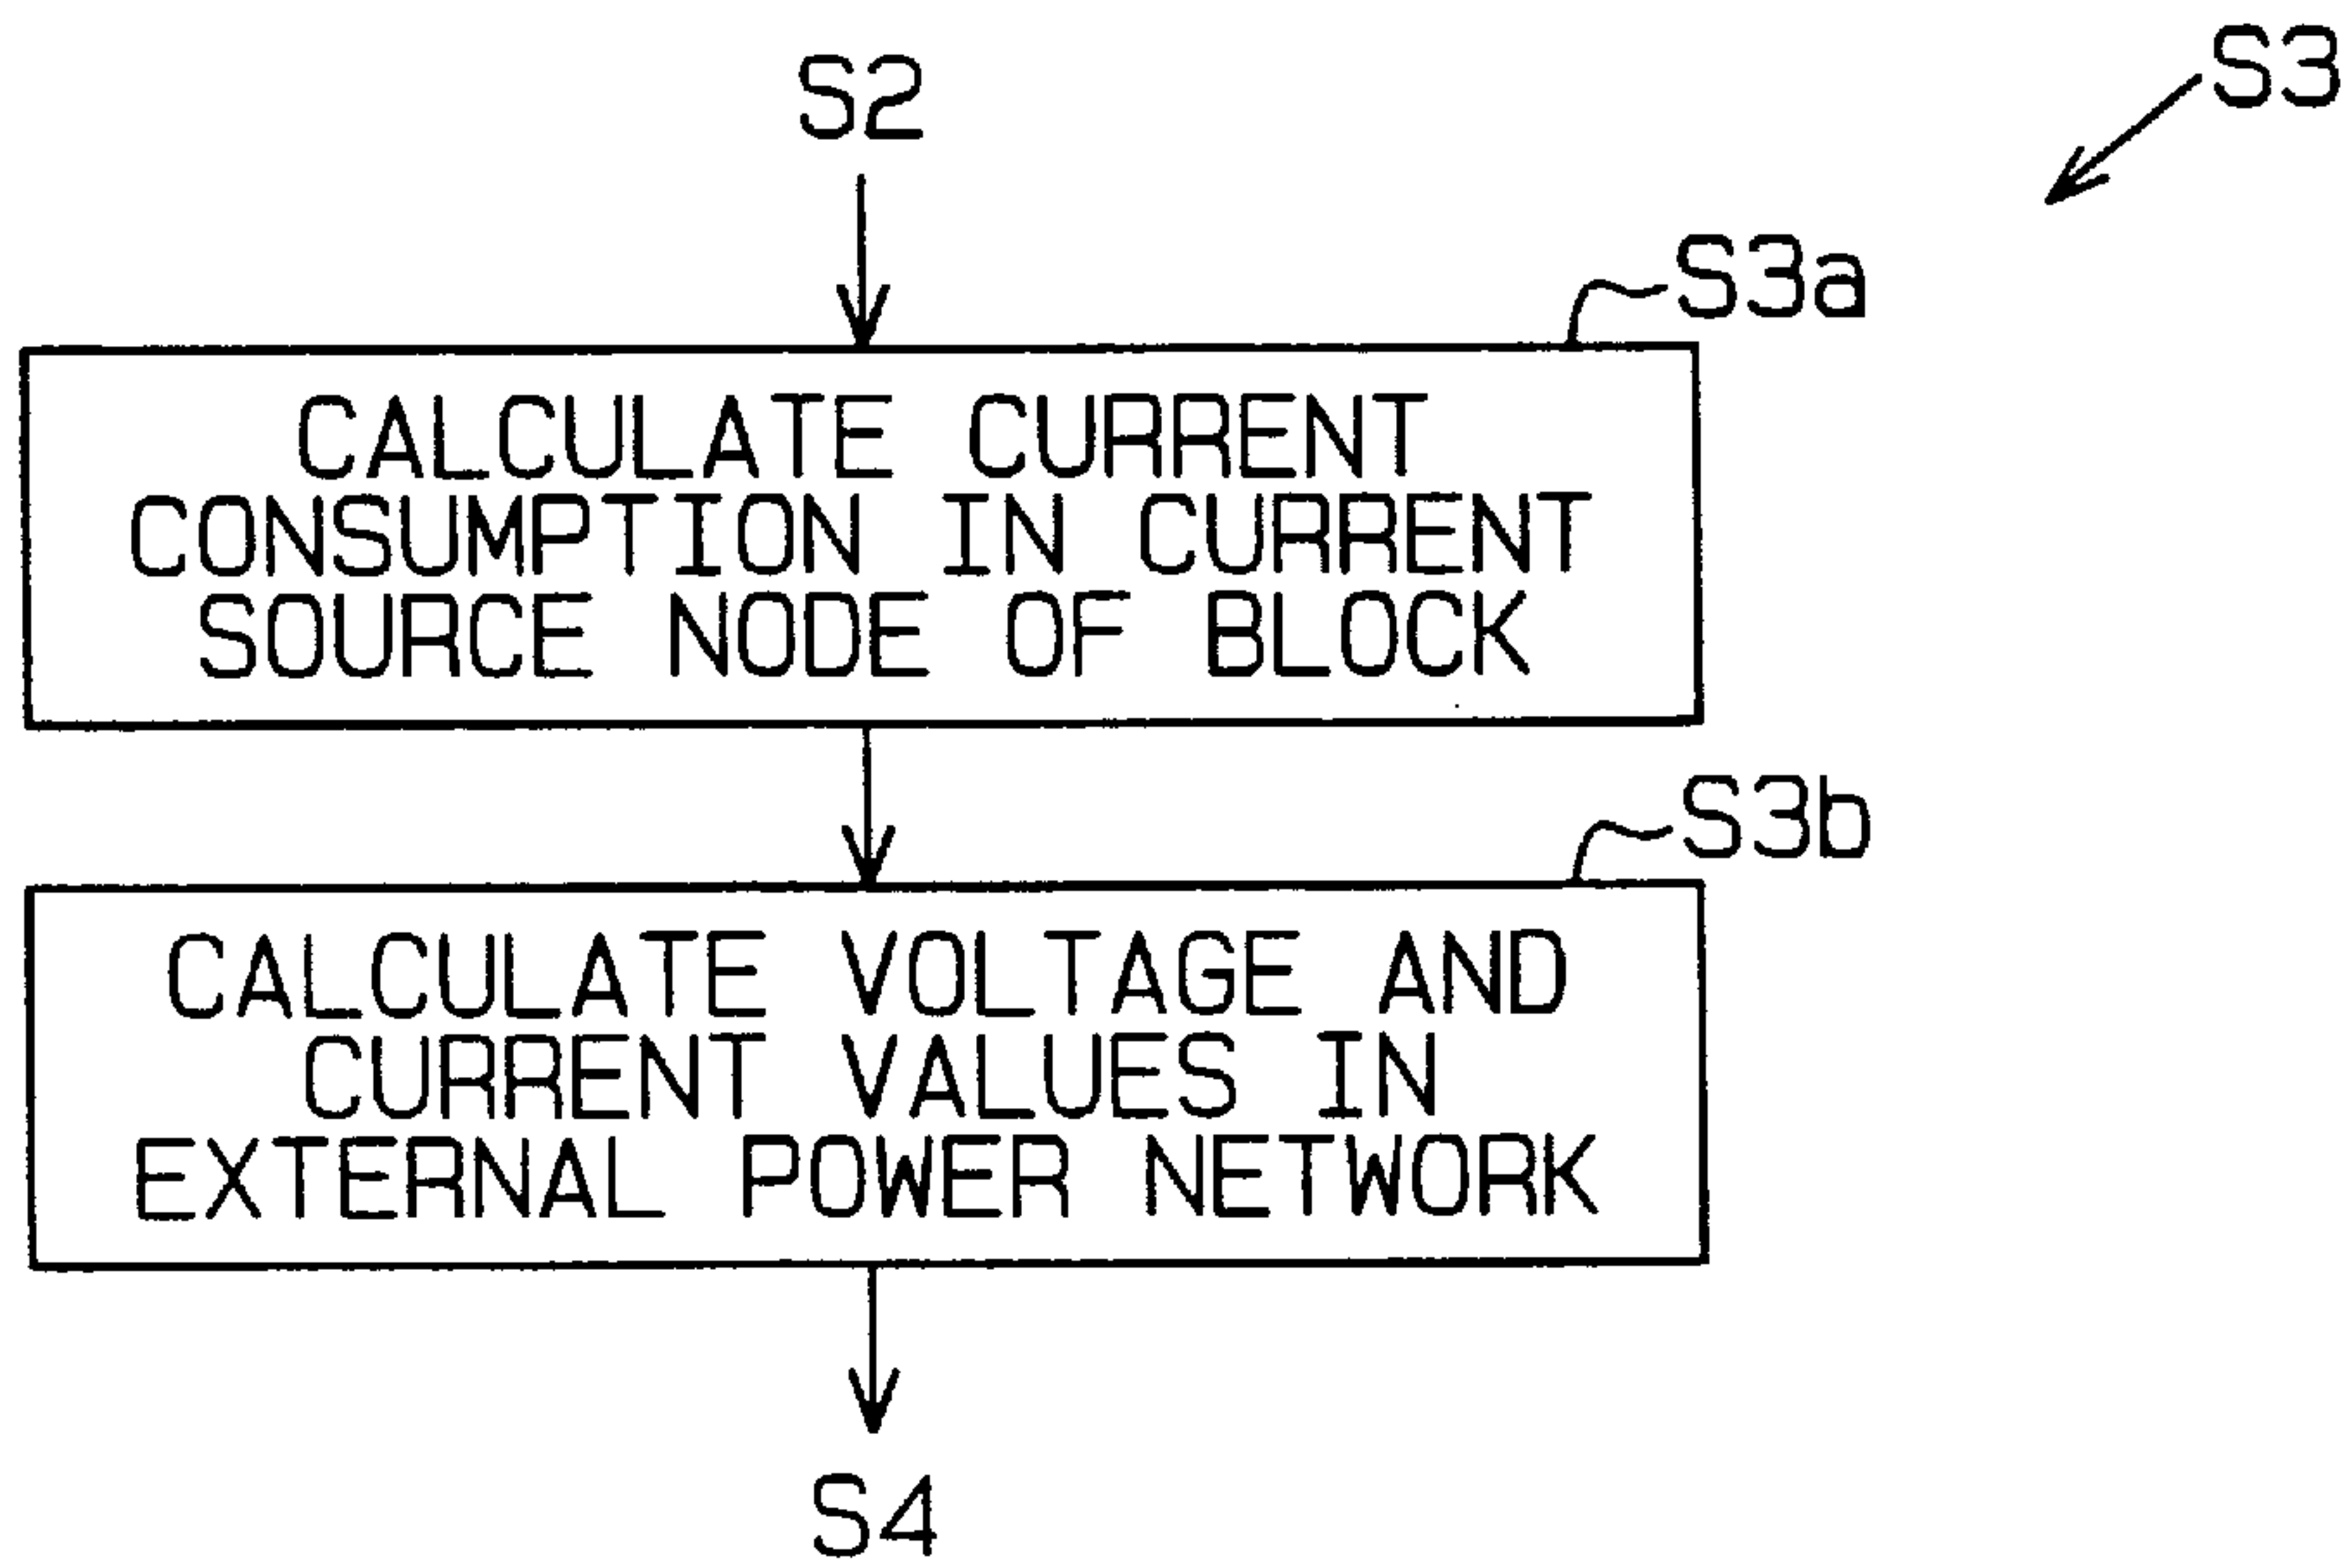 S3
S2
S3a
CALCULATE CURRENT
CONSUMPTION IN CURRENT
SOURCE NODE OF BLOCK
S3b
CALCULATE VOLTAGE AND
CURRENT VALUES IN
EXTERNAL POWER NETWORK
S4